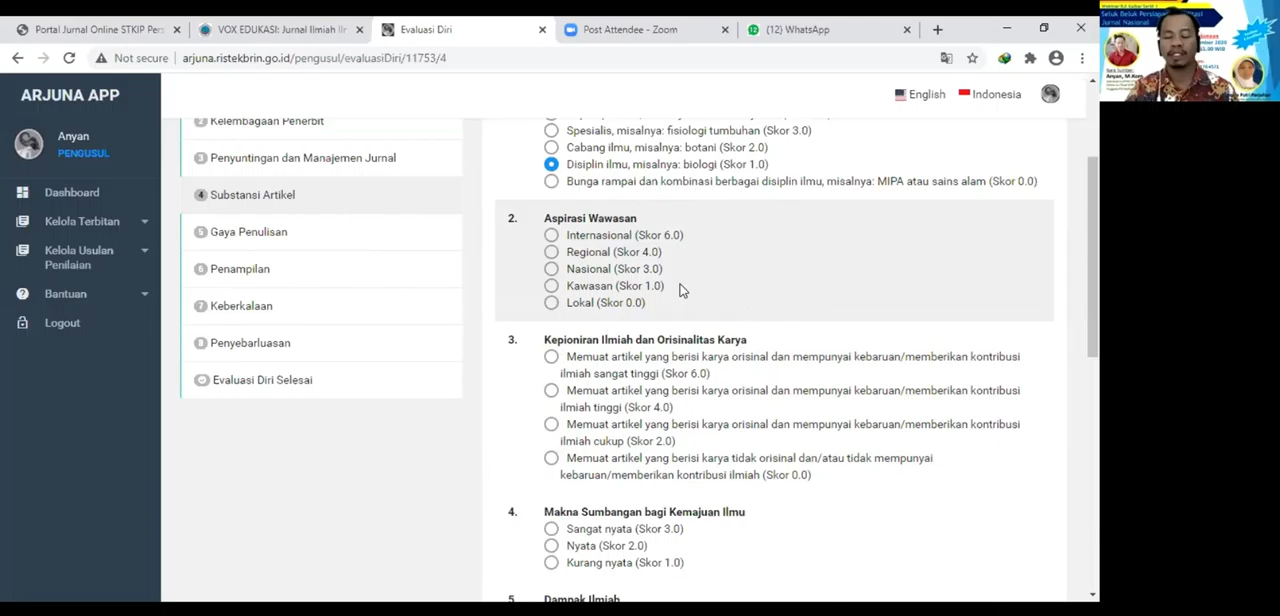 Portal Jurnal Online STKIP Pers
VOX EDUKASI: Jurnal Ilmiah Ilm
Evaluasi Diri
Post Attendee - Zoom
(12) WhatsApp
Not secure
arjuna.ristekbrin.go.id/pengusul/evaluasiDiri/11753/4
ARJUNA APP
English
Indonesia
Anyan
PENGUSUL
Dashboard
Kelola Terbitan
Kelola Usulan
Penilaian
Bantuan
Logout
2 Kelembagaan Penerbit
3 Penyuntingan dan Manajemen Jurnal
4 Substansi Artikel
5 Gaya Penulisan
6 Penampilan
7 Keberkalaan
8 Penyebarluasan
Evaluasi Diri Selesai
Spesialis, misalnya: fisiologi tumbuhan (Skor 3.0)
Cabang ilmu, misalnya: botani (Skor 2.0)
Disiplin ilmu, misalnya: biologi (Skor 1.0)
Bunga rampai dan kombinasi berbagai disiplin ilmu, misalnya: MIPA atau sains alam (Skor 0.0)
2. Aspirasi Wawasan
Internasional (Skor 6.0)
Regional (Skor 4.0)
Nasional (Skor 3.0)
Kawasan (Skor 1.0)
Lokal (Skor 0.0)
3. Kepioniran Ilmiah dan Orisinalitas Karya
Memuat artikel yang berisi karya orisinal dan mempunyai kebaruan/memberikan kontribusi
ilmiah sangat tinggi (Skor 6.0)
Memuat artikel yang berisi karya orisinal dan mempunyai kebaruan/memberikan kontribusi
ilmiah tinggi (Skor 4.0)
Memuat artikel yang berisi karya orisinal dan mempunyai kebaruan/memberikan kontribusi
ilmiah cukup (Skor 2.0)
Memuat artikel yang berisi karya tidak orisinal dan/atau tidak mempunyai
kebaruan/memberikan kontribusi ilmiah (Skor 0.0)
4. Makna Sumbangan bagi Kemajuan Ilmu
Sangat nyata (Skor 3.0)
Nyata (Skor 2.0)
Kurang nyata (Skor 1.0)
5. Dampak Ilmiah
Jurnal Nasional
Anyan, M.Kom